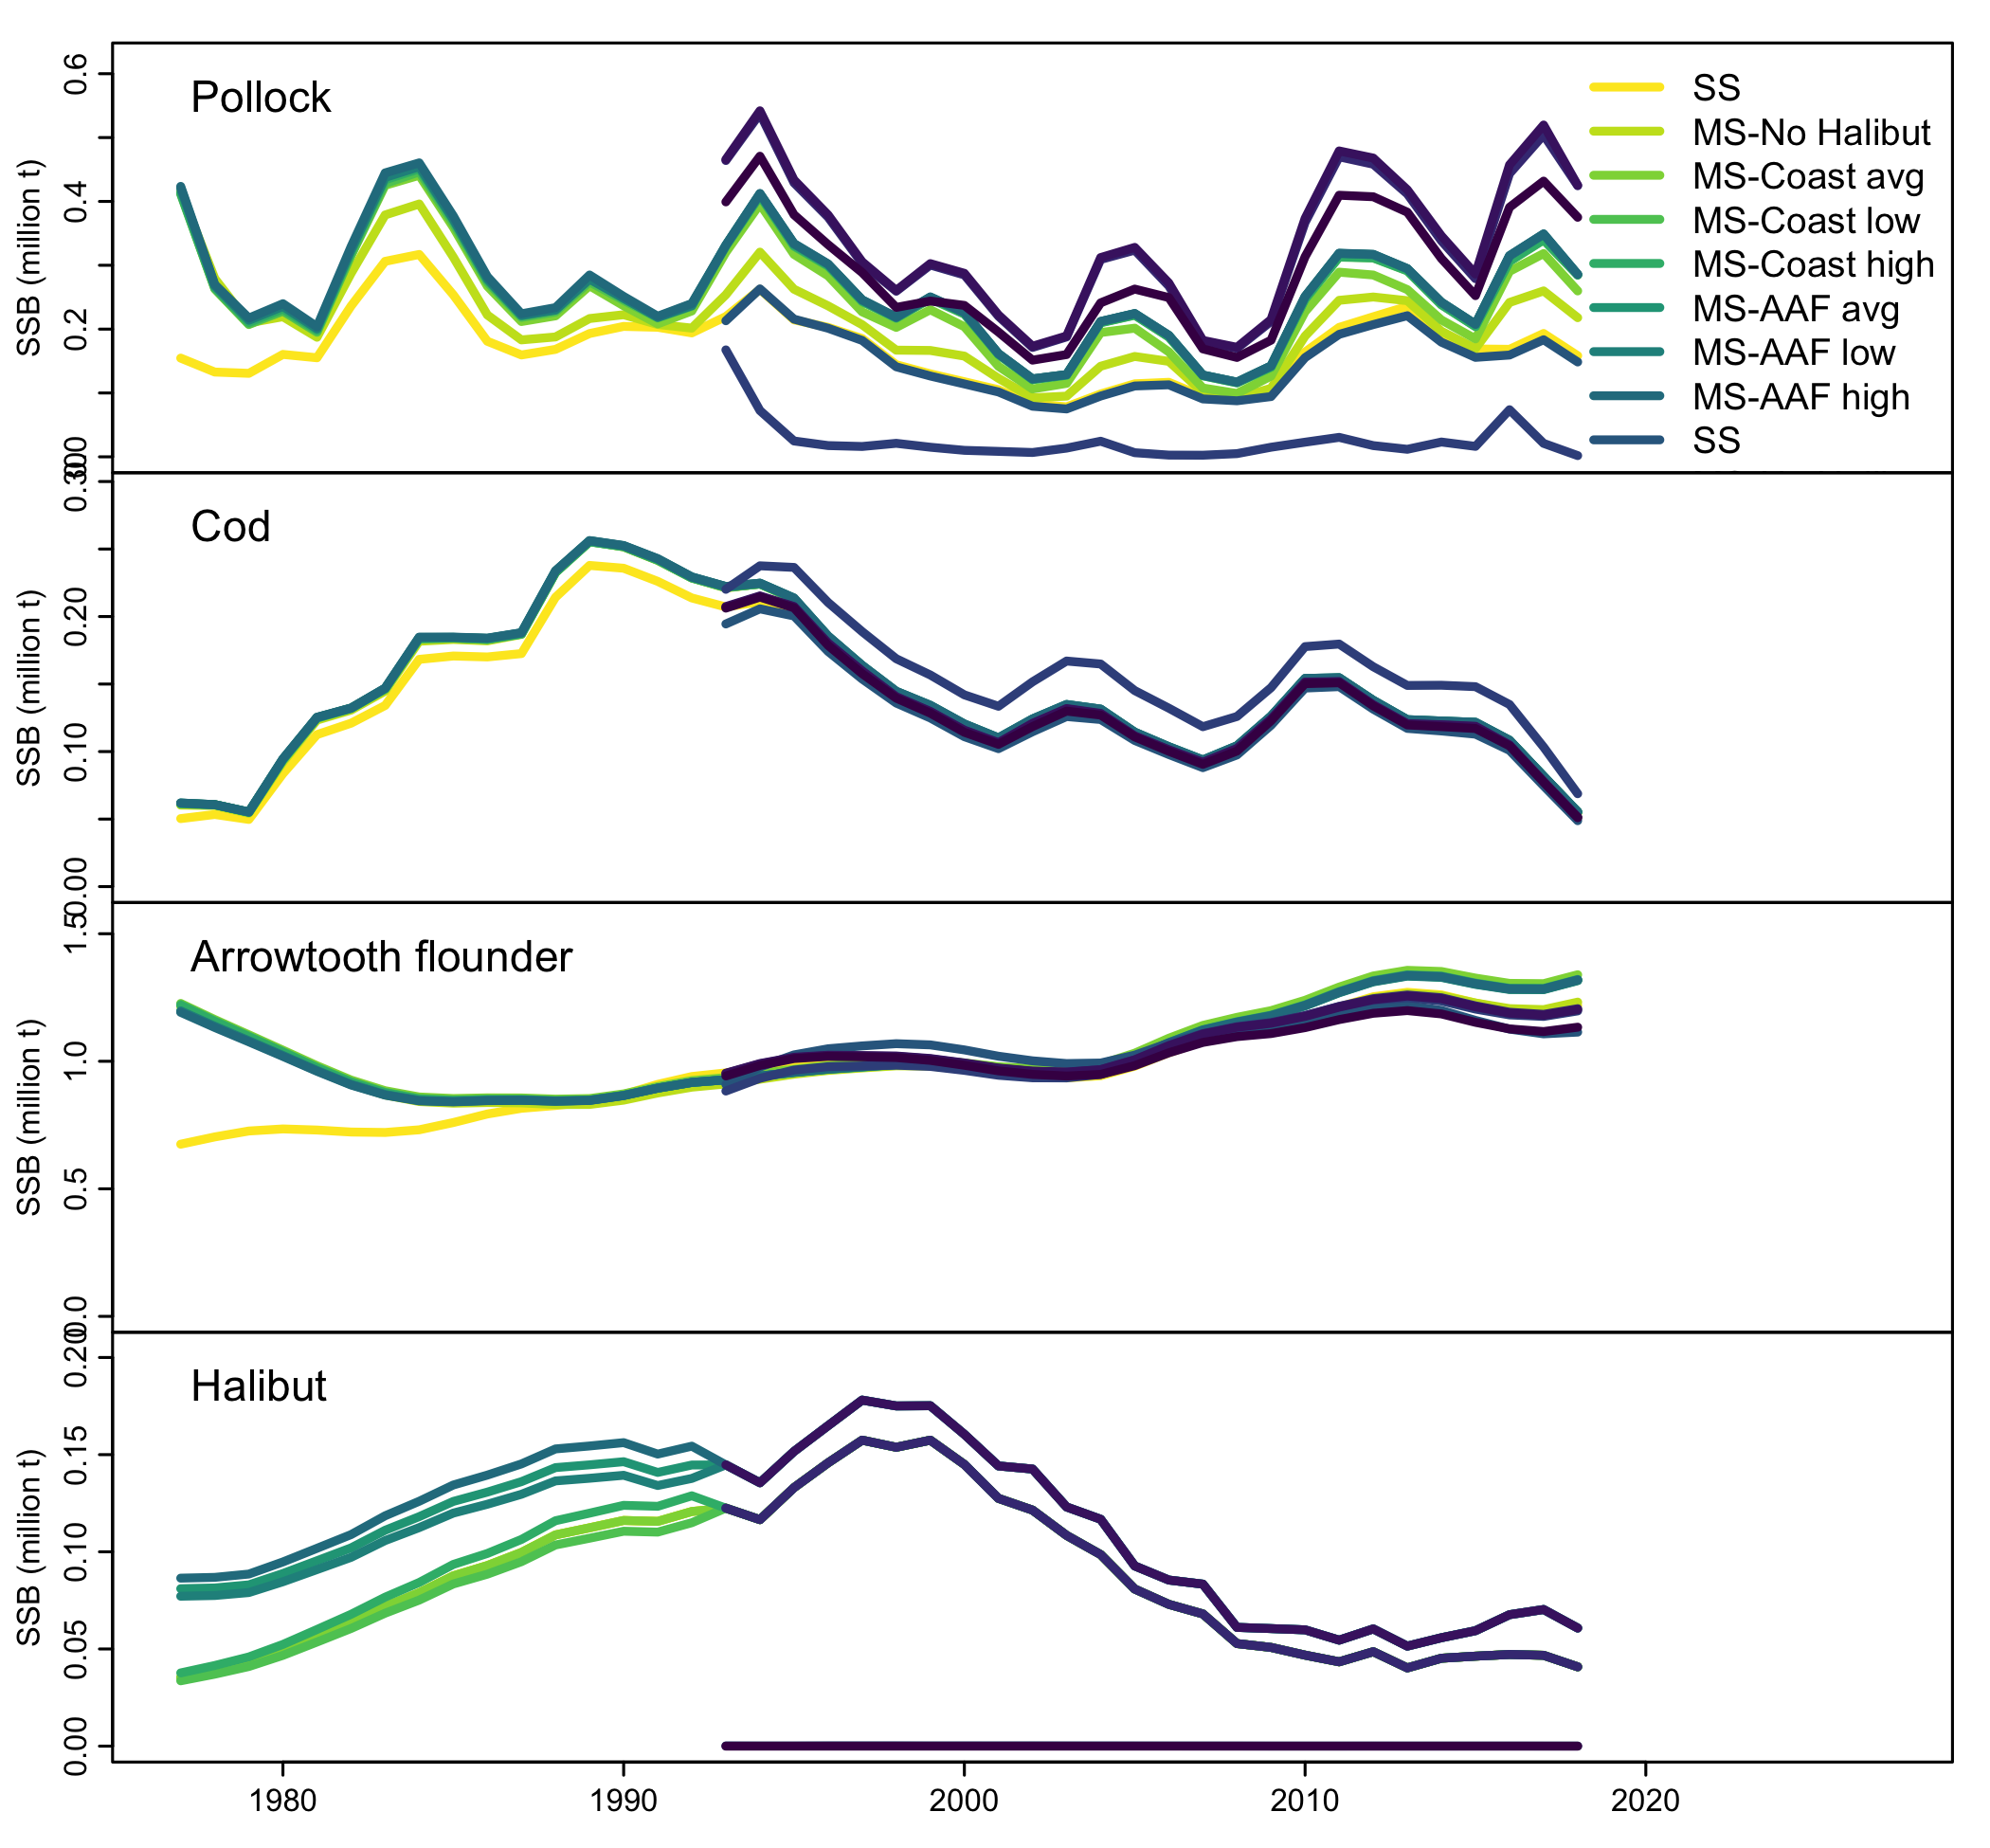 Pollock
SSB (million t)
0.6
0.4
0.2
0.0
SS
MS-No Halibut
MS-Coast avg
MS-Coast low
MS-Coast high
MS-AAF avg
MS-AAF low
MS-AAF high
SS
Cod
SSB (million t)
0.30
0.20
0.10
0.00
Arrowtooth flounder
SSB (million t)
1.5
1.0
0.5
0.0
Halibut
SSB (million t)
0.20
0.15
0.10
0.05
0.00
1980
1990
2000
2010
2020